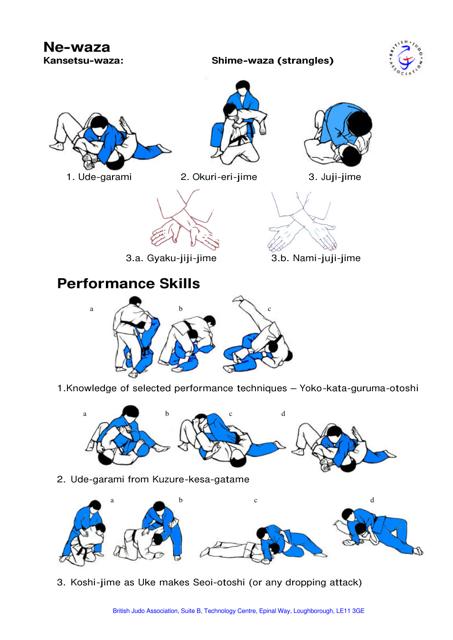 Ne-waza
Kansetsu-waza: Shime-waza (strangles)
BRITISH JUDO ASSOCIATION
1. Ude-garami 2. Okuri-eri-jime 3. Juji-jime
3.a. Gyaku-jiji-jime 3.b. Nami-juji-jime
Performance Skills
a b c
1.Knowledge of selected performance techniques – Yoko-kata-guruma-otoshi
a b c d
2. Ude-garami from Kuzure-kesa-gatame
a b c d
3. Koshi-jime as Uke makes Seoi-otoshi (or any dropping attack)
British Judo Association, Suite B, Technology Centre, Epinal Way, Loughborough, LE11 3GE